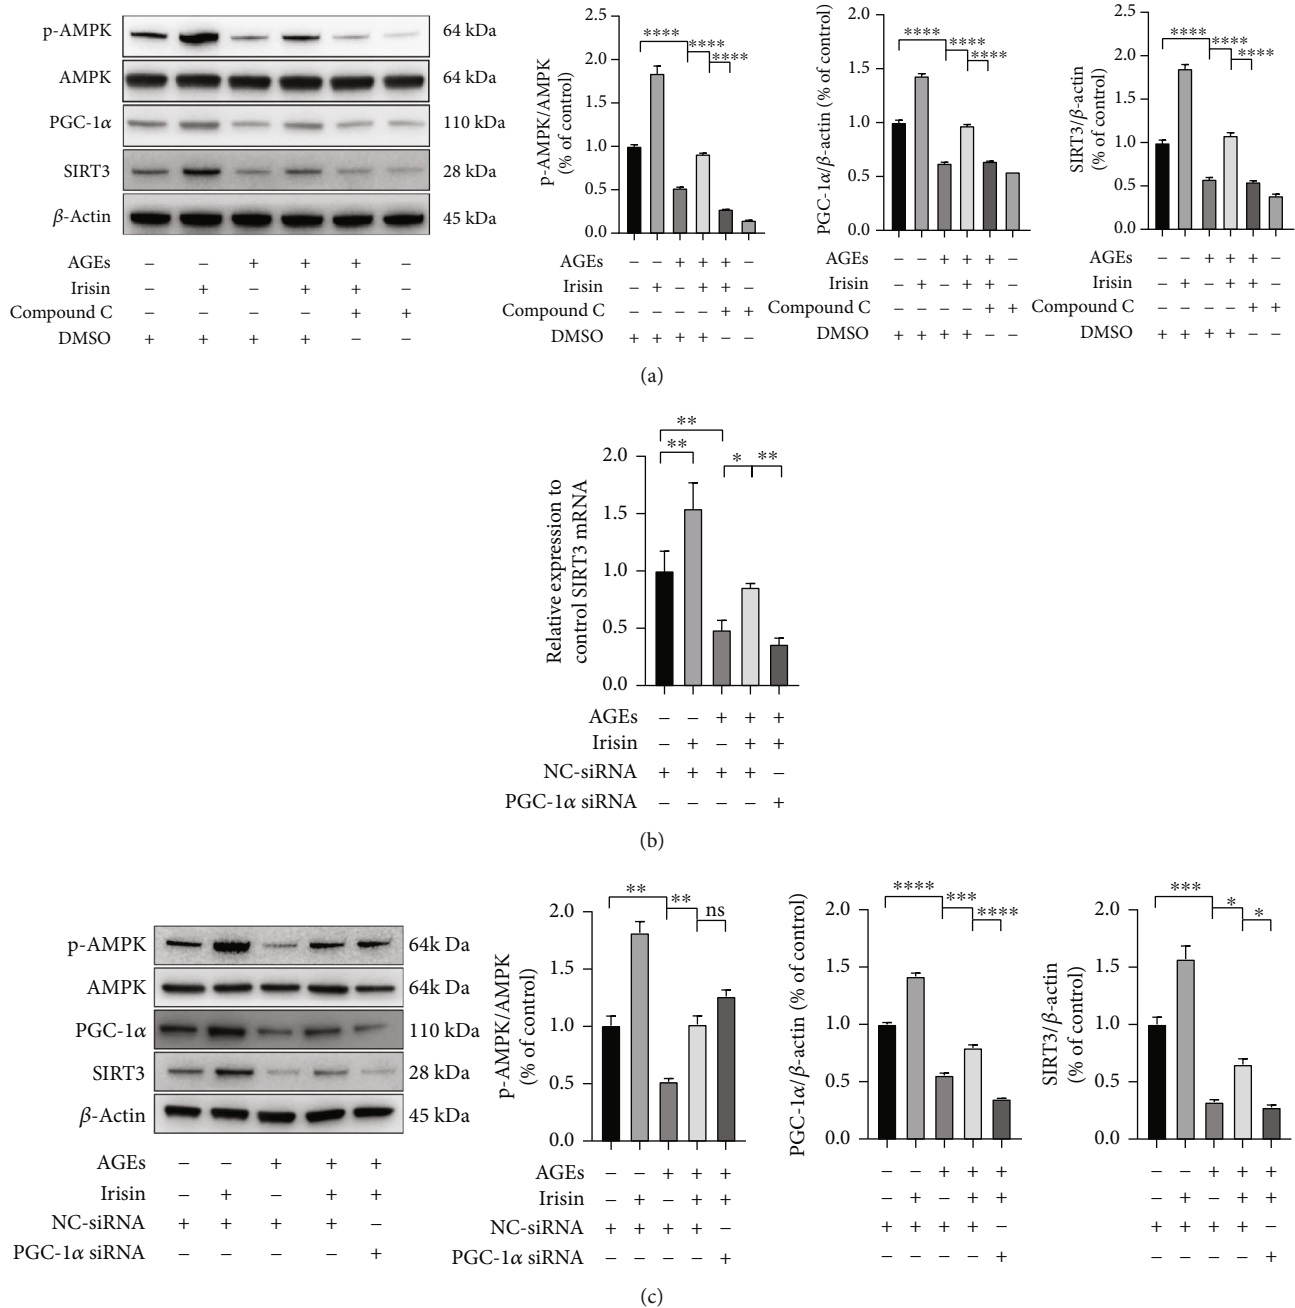 p-AMPK 64 kDa
AMPK 64 kDa
PGC-1α 110 kDa
SIRT3 28 kDa
β-Actin 45 kDa
AGEs – – + + + –
Irisin – + – + + –
Compound C – – – – + +
DMSO + + + + – –
p-AMPK/AMPK
(% of control)
2.5
2.0
1.5
1.0
0.5
0.0
**** **** ****
AGEs – – + + + –
Irisin – + – + + –
Compound C – – – – + +
DMSO + + + + – –
PGC-1α/β-actin (% of control)
2.0
1.5
1.0
0.5
0.0
**** **** ****
AGEs – – + + + –
Irisin – + – + + –
Compound C – – – – + +
DMSO + + + + – –
SIRT3/β-actin
(% of control)
2.5
2.0
1.5
1.0
0.5
0.0
**** **** ****
AGEs – – + + + –
Irisin – + – + + –
Compound C – – – – + +
DMSO + + + + – –
(a)
Relative expression to
control SIRT3 mRNA
2.0
1.5
1.0
0.5
0.0
**
** * **
AGEs – – + + +
Irisin – + – + +
NC-siRNA + + + + –
PGC-1α siRNA – – – – +
(b)
p-AMPK 64k Da
AMPK 64k Da
PGC-1α 110 kDa
SIRT3 28 kDa
β-Actin 45 kDa
AGEs – – + + +
Irisin – + – + +
NC-siRNA + + + + –
PGC-1α siRNA – – – – +
p-AMPK/AMPK
(% of control)
2.0
1.5
1.0
0.5
0.0
** ** ns
AGEs – – + + +
Irisin – + – + +
NC-siRNA + + + + –
PGC-1α siRNA – – – – +
PGC-1α/β-actin (% of control)
2.0
1.5
1.0
0.5
0.0
**** *** ****
– – + + +
– + – + +
+ + + + –
– – – – +
SIRT3/β-actin
(% of control)
2.0
1.5
1.0
0.5
0.0
*** * *
– – + + +
– + – + +
+ + + + –
– – – – +
(c)